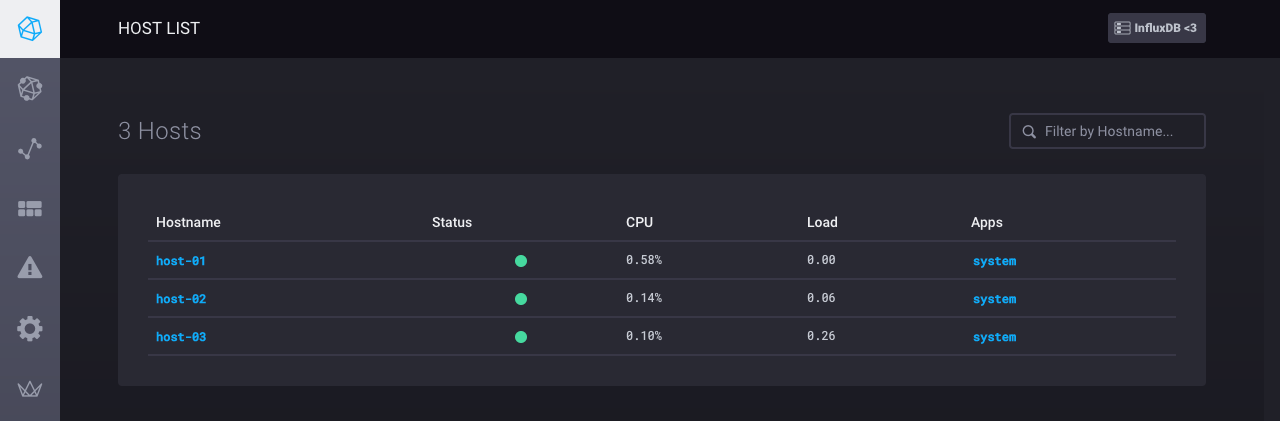 HOST LIST
InfluxDB <3
3 Hosts
Filter by Hostname...
Hostname Status CPU Load Apps
host-01 0.58% 0.00 system
host-02 0.14% 0.06 system
host-03 0.10% 0.26 system